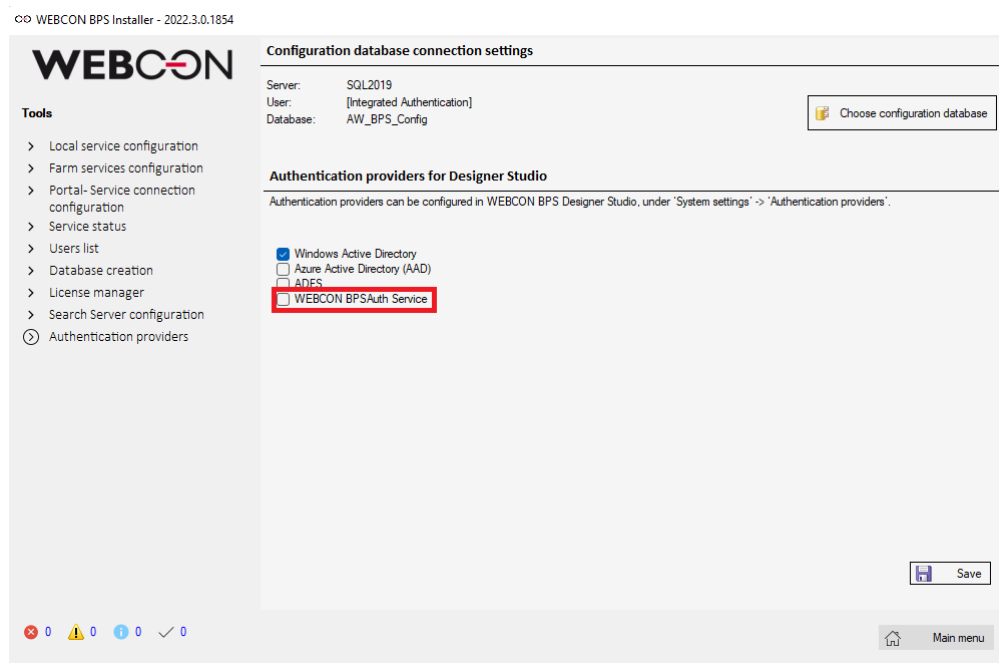 WEBCON BPS Installer - 2022.3.0.1854
WEBCON
Tools
Local service configuration
Farm services configuration
Portal- Service connection
configuration
Service status
Users list
Database creation
License manager
Search Server configuration
Authentication providers
Configuration database connection settings
Server: SQL2019
User: [Integrated Authentication]
Database: AW_BPS_Config
Choose configuration database
Authentication providers for Designer Studio
Authentication providers can be configured in WEBCON BPS Designer Studio, under 'System settings' -> 'Authentication providers'.
Windows Active Directory
Azure Active Directory (AAD)
ADFS
WEBCON BPSAuth Service
Save
0 0 0 0
Main menu